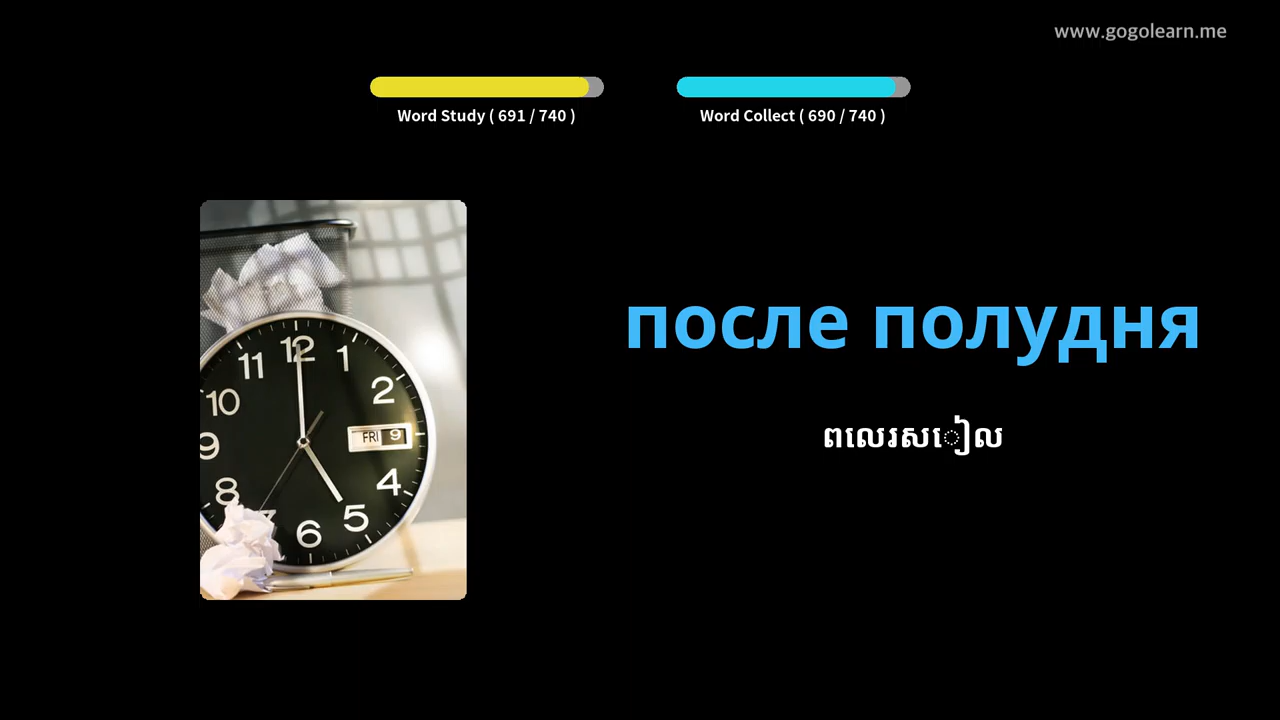 www.gogolearn.me
Word Study ( 691 / 740 )
Word Collect ( 690 / 740 )
после полудня
ពេលរសៀល
12
11
1
10
2
9
FRI 9
8
4
7
5
6